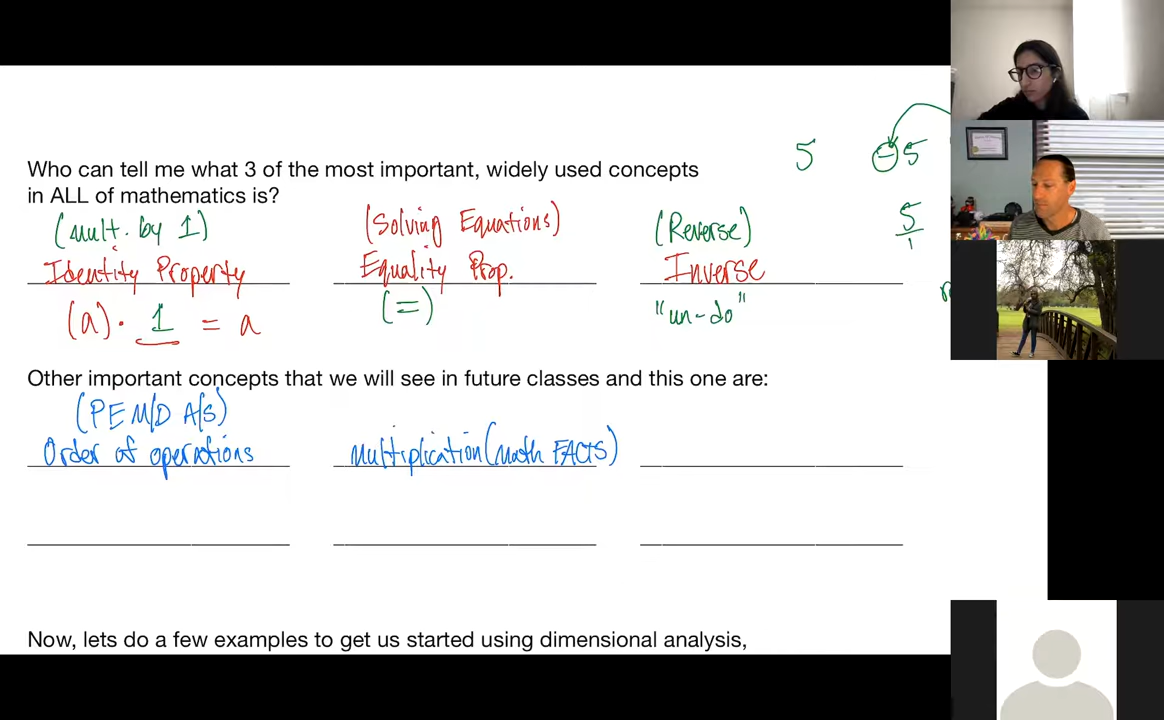 Who can tell me what 3 of the most important, widely used concepts
in ALL of mathematics is?
5 -5
5
1
(mult. by 1) (Solving Equations) (Reverse)
Identity Property Equality Prop. Inverse
(a) · 1 = a (=) "un-do"
Other important concepts that we will see in future classes and this one are:
(PE M/D A/S)
Order of operations multiplication (math FACTS)
Now, lets do a few examples to get us started using dimensional analysis,